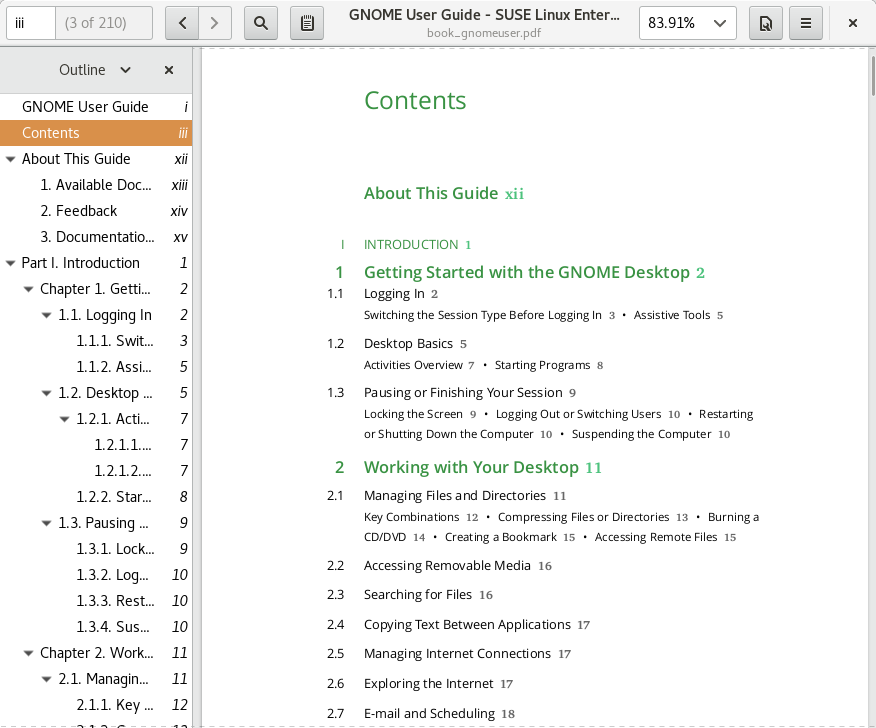 iii (3 of 210)
GNOME User Guide - SUSE Linux Enter...
book_gnomeuser.pdf
83.91%
Outline
GNOME User Guide i
Contents iii
About This Guide xii
1. Available Doc... xiii
2. Feedback xiv
3. Documentatio... xv
Part I. Introduction 1
Chapter 1. Getti... 2
1.1. Logging In 2
1.1.1. Swit... 3
1.1.2. Assi... 5
1.2. Desktop ... 5
1.2.1. Acti... 7
1.2.1.1.... 7
1.2.1.2.... 7
1.2.2. Star... 8
1.3. Pausing ... 9
1.3.1. Lock... 9
1.3.2. Log... 10
1.3.3. Rest... 10
1.3.4. Sus... 10
Chapter 2. Work... 11
2.1. Managin... 11
2.1.1. Key ... 12
Contents
About This Guide xii
I INTRODUCTION 1
1 Getting Started with the GNOME Desktop 2
1.1 Logging In 2
Switching the Session Type Before Logging In 3 • Assistive Tools 5
1.2 Desktop Basics 5
Activities Overview 7 • Starting Programs 8
1.3 Pausing or Finishing Your Session 9
Locking the Screen 9 • Logging Out or Switching Users 10 • Restarting
or Shutting Down the Computer 10 • Suspending the Computer 10
2 Working with Your Desktop 11
2.1 Managing Files and Directories 11
Key Combinations 12 • Compressing Files or Directories 13 • Burning a
CD/DVD 14 • Creating a Bookmark 15 • Accessing Remote Files 15
2.2 Accessing Removable Media 16
2.3 Searching for Files 16
2.4 Copying Text Between Applications 17
2.5 Managing Internet Connections 17
2.6 Exploring the Internet 17
2.7 E-mail and Scheduling 18